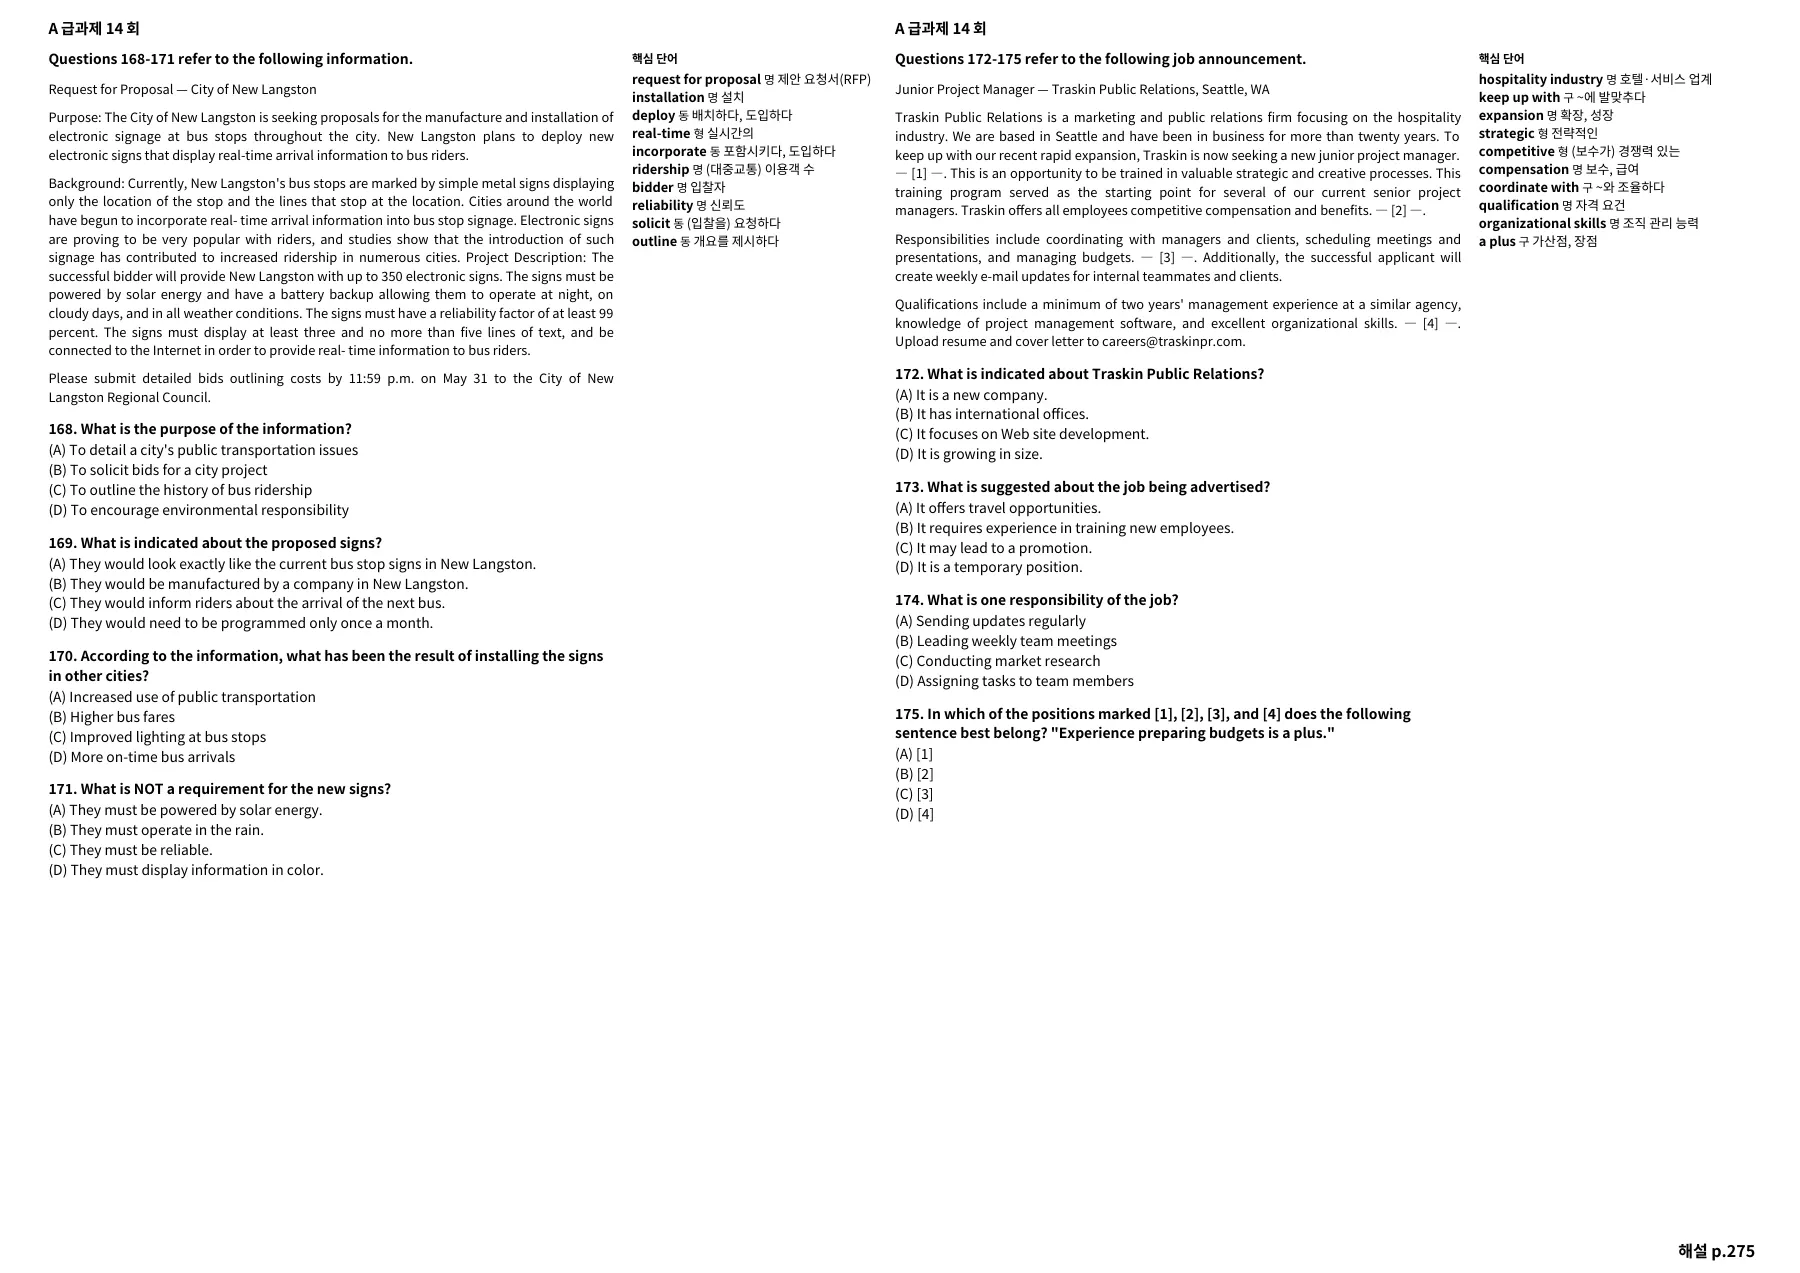 A 급과제 14 회
Questions 168-171 refer to the following information.
Request for Proposal — City of New Langston
Purpose: The City of New Langston is seeking proposals for the manufacture and installation of
electronic signage at bus stops throughout the city. New Langston plans to deploy new
electronic signs that display real-time arrival information to bus riders.
Background: Currently, New Langston's bus stops are marked by simple metal signs displaying
only the location of the stop and the lines that stop at the location. Cities around the world
have begun to incorporate real- time arrival information into bus stop signage. Electronic signs
are proving to be very popular with riders, and studies show that the introduction of such
signage has contributed to increased ridership in numerous cities. Project Description: The
successful bidder will provide New Langston with up to 350 electronic signs. The signs must be
powered by solar energy and have a battery backup allowing them to operate at night, on
cloudy days, and in all weather conditions. The signs must have a reliability factor of at least 99
percent. The signs must display at least three and no more than five lines of text, and be
connected to the Internet in order to provide real- time information to bus riders.
Please submit detailed bids outlining costs by 11:59 p.m. on May 31 to the City of New
Langston Regional Council.
168. What is the purpose of the information?
(A) To detail a city's public transportation issues
(B) To solicit bids for a city project
(C) To outline the history of bus ridership
(D) To encourage environmental responsibility
169. What is indicated about the proposed signs?
(A) They would look exactly like the current bus stop signs in New Langston.
(B) They would be manufactured by a company in New Langston.
(C) They would inform riders about the arrival of the next bus.
(D) They would need to be programmed only once a month.
170. According to the information, what has been the result of installing the signs
in other cities?
(A) Increased use of public transportation
(B) Higher bus fares
(C) Improved lighting at bus stops
(D) More on-time bus arrivals
171. What is NOT a requirement for the new signs?
(A) They must be powered by solar energy.
(B) They must operate in the rain.
(C) They must be reliable.
(D) They must display information in color.
핵심 단어
request for proposal 명 제안 요청서(RFP)
installation 명 설치
deploy 동 배치하다, 도입하다
real-time 형 실시간의
incorporate 동 포함시키다, 도입하다
ridership 명 (대중교통) 이용객 수
bidder 명 입찰자
reliability 명 신뢰도
solicit 동 (입찰을) 요청하다
outline 동 개요를 제시하다
A 급과제 14 회
Questions 172-175 refer to the following job announcement.
Junior Project Manager — Traskin Public Relations, Seattle, WA
Traskin Public Relations is a marketing and public relations firm focusing on the hospitality
industry. We are based in Seattle and have been in business for more than twenty years. To
keep up with our recent rapid expansion, Traskin is now seeking a new junior project manager.
— [1] —. This is an opportunity to be trained in valuable strategic and creative processes. This
training program served as the starting point for several of our current senior project
managers. Traskin offers all employees competitive compensation and benefits. — [2] —.
Responsibilities include coordinating with managers and clients, scheduling meetings and
presentations, and managing budgets. — [3] —. Additionally, the successful applicant will
create weekly e-mail updates for internal teammates and clients.
Qualifications include a minimum of two years' management experience at a similar agency,
knowledge of project management software, and excellent organizational skills. — [4] —.
Upload resume and cover letter to careers@traskinpr.com.
172. What is indicated about Traskin Public Relations?
(A) It is a new company.
(B) It has international offices.
(C) It focuses on Web site development.
(D) It is growing in size.
173. What is suggested about the job being advertised?
(A) It offers travel opportunities.
(B) It requires experience in training new employees.
(C) It may lead to a promotion.
(D) It is a temporary position.
174. What is one responsibility of the job?
(A) Sending updates regularly
(B) Leading weekly team meetings
(C) Conducting market research
(D) Assigning tasks to team members
175. In which of the positions marked [1], [2], [3], and [4] does the following
sentence best belong? "Experience preparing budgets is a plus."
(A) [1]
(B) [2]
(C) [3]
(D) [4]
핵심 단어
hospitality industry 명 호텔·서비스 업계
keep up with 구 ~에 발맞추다
expansion 명 확장, 성장
strategic 형 전략적인
competitive 형 (보수가) 경쟁력 있는
compensation 명 보수, 급여
coordinate with 구 ~와 조율하다
qualification 명 자격 요건
organizational skills 명 조직 관리 능력
a plus 구 가산점, 장점
해설 p.275